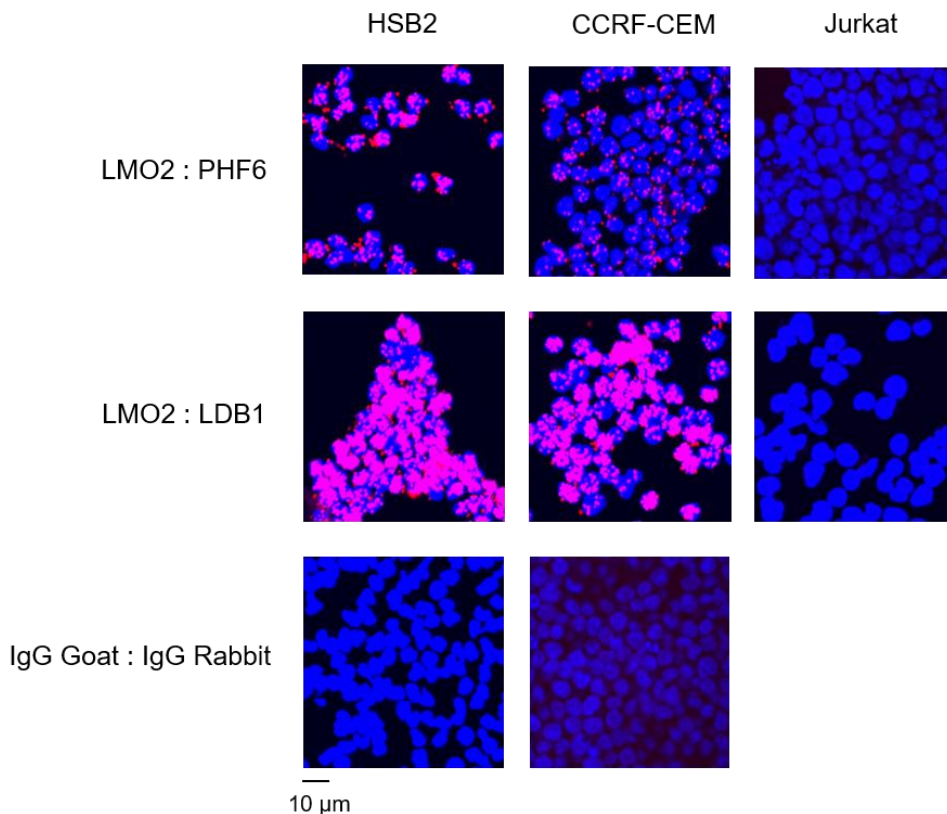 HSB2 CCRF-CEM Jurkat
LMO2 : PHF6
LMO2 : LDB1
IgG Goat : IgG Rabbit
10 µm